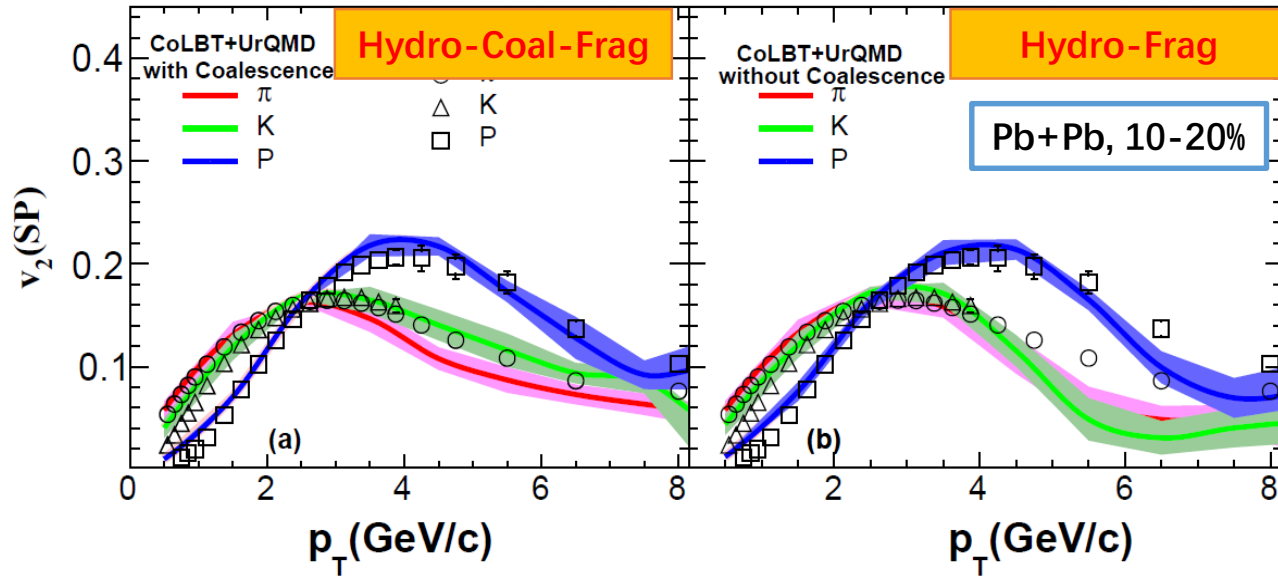 CoLBT+UrQMD
with Coalescence
π
K
P
Hydro-Coal-Frag
K
P
CoLBT+UrQMD
without Coalescence
π
K
P
Hydro-Frag
Pb+Pb, 10-20%
v2(SP)
0.4
0.3
0.2
0.1
(a)
(b)
0 2 4 6 8
2 4 6 8
pT(GeV/c)
pT(GeV/c)